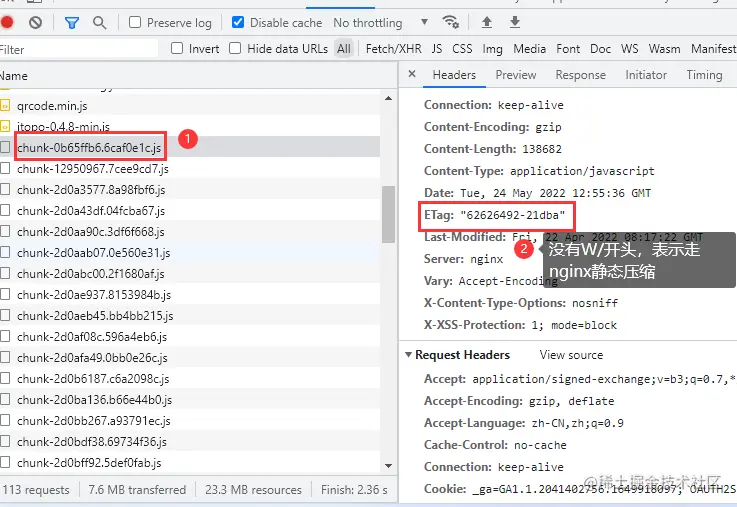 Preserve log
Disable cache
No throttling
Filter
Invert
Hide data URLs
All
Fetch/XHR
JS
CSS
Img
Media
Font
Doc
WS
Wasm
Manifest
Name
qrcode.min.js
jtopo-0.4.8-min.js
chunk-0b65ffb6.6caf0e1c.js
1
chunk-12950967.7cee9cd7.js
chunk-2d0a3577.8a98fbf6.js
chunk-2d0a43df.04fcba67.js
chunk-2d0aa90c.3df6f668.js
chunk-2d0aab07.0e560e31.js
chunk-2d0abc00.2f1680af.js
chunk-2d0ae937.8153984b.js
chunk-2d0aeb45.bb4bb215.js
chunk-2d0af08c.596a4eb6.js
chunk-2d0afa49.0bb0e26c.js
chunk-2d0b6187.c6a2098c.js
chunk-2d0ba136.b66e44b0.js
chunk-2d0bb267.a93791ec.js
chunk-2d0bdf38.69734f36.js
chunk-2d0bff92.5def0fab.js
113 requests
7.6 MB transferred
23.3 MB resources
Finish: 2.36 s
×
Headers
Preview
Response
Initiator
Timing
Connection: keep-alive
Content-Encoding: gzip
Content-Length: 138682
Content-Type: application/javascript
Date: Tue, 24 May 2022 12:55:36 GMT
ETag: "62626492-21dba"
Last-Modified: Fri, 22 Apr 2022 08:17:22 GMT
2
没有W/开头，表示走
nginx静态压缩
Server: nginx
Vary: Accept-Encoding
X-Content-Type-Options: nosniff
X-XSS-Protection: 1; mode=block
Request Headers
View source
Accept: application/signed-exchange;v=b3;q=0.7,*
Accept-Encoding: gzip, deflate
Accept-Language: zh-CN,zh;q=0.9
Cache-Control: no-cache
Connection: keep-alive
Cookie: _ga=GA1.1.2041402756.1649918097; OAUTH2S
@稀土掘金技术社区